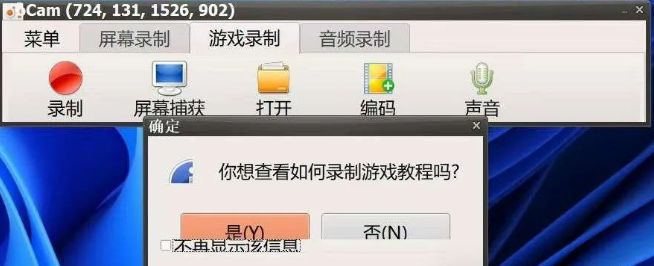 oCam (724, 131, 1526, 902)
菜单 屏幕录制 游戏录制 音频录制
录制 屏幕捕获 打开 编码 声音
确定
你想查看如何录制游戏教程吗?
是(Y) 否(N)
不再显示该信息